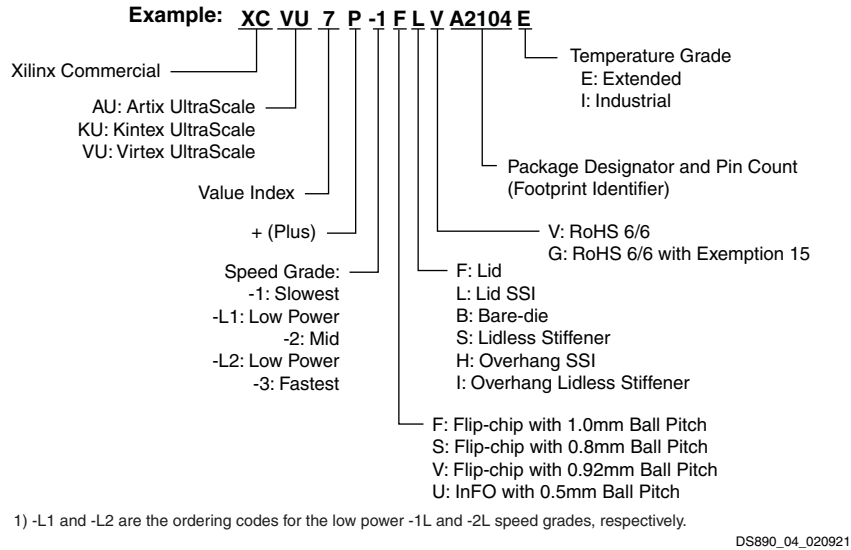 Example: XC VU 7 P -1 F L V A2104 E
Temperature Grade
E: Extended
I: Industrial
Xilinx Commercial
AU: Artix UltraScale
KU: Kintex UltraScale
VU: Virtex UltraScale
Package Designator and Pin Count
(Footprint Identifier)
Value Index
+ (Plus)
V: RoHS 6/6
G: RoHS 6/6 with Exemption 15
Speed Grade:
-1: Slowest
-L1: Low Power
-2: Mid
-L2: Low Power
-3: Fastest
F: Lid
L: Lid SSI
B: Bare-die
S: Lidless Stiffener
H: Overhang SSI
I: Overhang Lidless Stiffener
F: Flip-chip with 1.0mm Ball Pitch
S: Flip-chip with 0.8mm Ball Pitch
V: Flip-chip with 0.92mm Ball Pitch
U: InFO with 0.5mm Ball Pitch
1) -L1 and -L2 are the ordering codes for the low power -1L and -2L speed grades, respectively.
DS890_04_020921